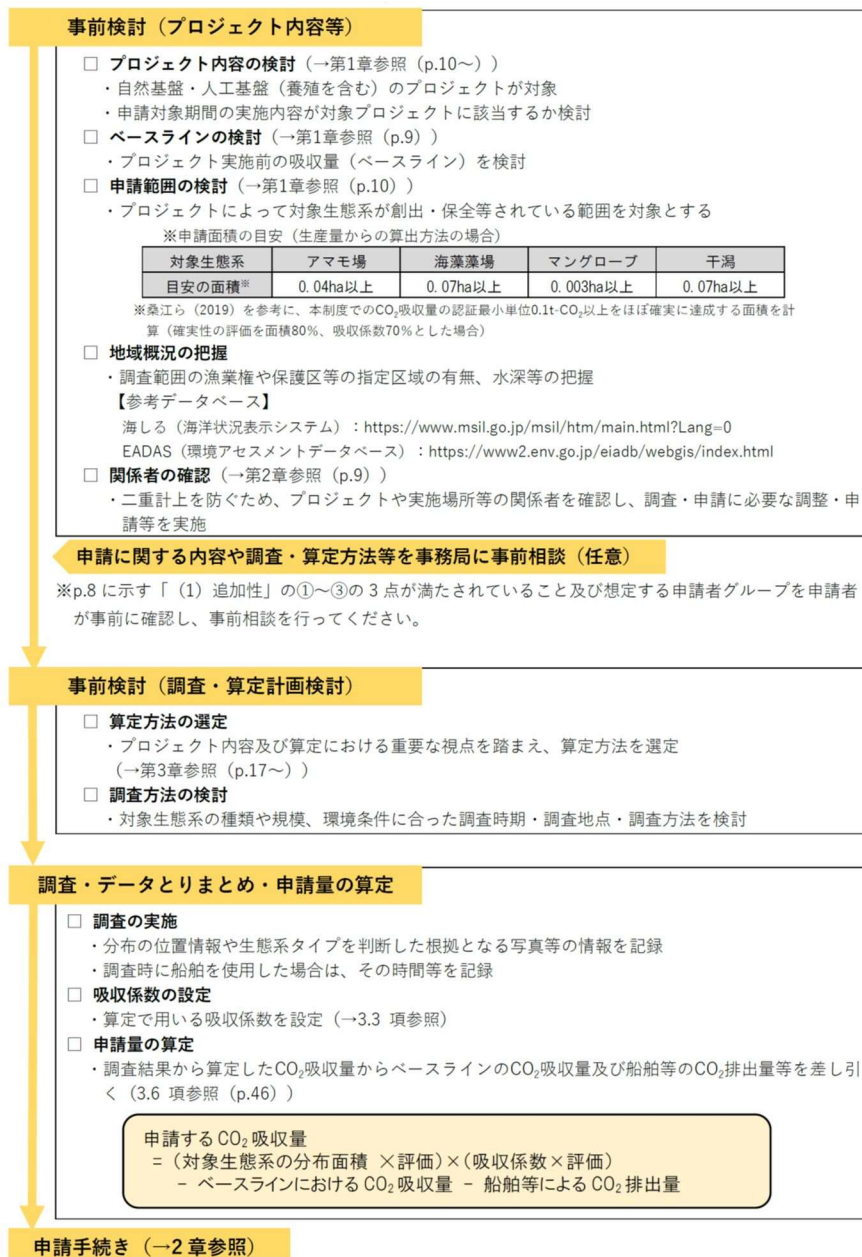 事前検討（プロジェクト内容等）
□ プロジェクト内容の検討（→第1章参照（p.10～））
・自然基盤・人工基盤（養殖を含む）のプロジェクトが対象
・申請対象期間の実施内容が対象プロジェクトに該当するか検討
□ ベースラインの検討（→第1章参照（p.9））
・プロジェクト実施前の吸収量（ベースライン）を検討
□ 申請範囲の検討（→第1章参照（p.10））
・プロジェクトによって対象生態系が創出・保全等されている範囲を対象とする
※申請面積の目安（生産量からの算出方法の場合）
対象生態系 アマモ場 海藻藻場 マングローブ 干潟
目安の面積※ 0.04ha以上 0.07ha以上 0.003ha以上 0.07ha以上
※桑江ら（2019）を参考に、本制度でのCO₂吸収量の認証最小単位0.1t-CO₂以上をほぼ確実に達成する面積を計
算（確実性の評価を面積80％、吸収係数70％とした場合）
□ 地域概況の把握
・調査範囲の漁業権や保護区等の指定区域の有無、水深等の把握
【参考データベース】
海しる（海洋状況表示システム）：https://www.msil.go.jp/msil/htm/main.html?Lang=0
EADAS（環境アセスメントデータベース）：https://www2.env.go.jp/eiadb/webgis/index.html
□ 関係者の確認（→第2章参照（p.9））
・二重計上を防ぐため、プロジェクトや実施場所等の関係者を確認し、調査・申請に必要な調整・申
請等を実施
申請に関する内容や調査・算定方法等を事務局に事前相談（任意）
※p.8 に示す「（1）追加性」の①～③の 3 点が満たされていること及び想定する申請者グループを申請者
が事前に確認し、事前相談を行ってください。
事前検討（調査・算定計画検討）
□ 算定方法の選定
・プロジェクト内容及び算定における重要な視点を踏まえ、算定方法を選定
（→第3章参照（p.17～））
□ 調査方法の検討
・対象生態系の種類や規模、環境条件に合った調査時期・調査地点・調査方法を検討
調査・データとりまとめ・申請量の算定
□ 調査の実施
・分布の位置情報や生態系タイプを判断した根拠となる写真等の情報を記録
・調査時に船舶を使用した場合は、その時間等を記録
□ 吸収係数の設定
・算定で用いる吸収係数を設定（→3.3 項参照）
□ 申請量の算定
・調査結果から算定したCO₂吸収量からベースラインのCO₂吸収量及び船舶等のCO₂排出量等を差し引
く（3.6 項参照（p.46））
申請する CO₂ 吸収量
=（対象生態系の分布面積 ×評価）×（吸収係数×評価）
− ベースラインにおける CO₂ 吸収量 − 船舶等による CO₂ 排出量
申請手続き（→2 章参照）